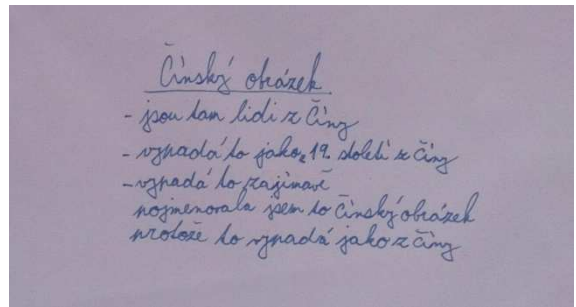 Čínský obrázek
- jsou tam lidi z Číny
- vypadá to jako z 19. století z Číny
- vypadá to zajímavě
pojmenovala jsem to Čínský obrázek
protože to vypadá jako z Číny